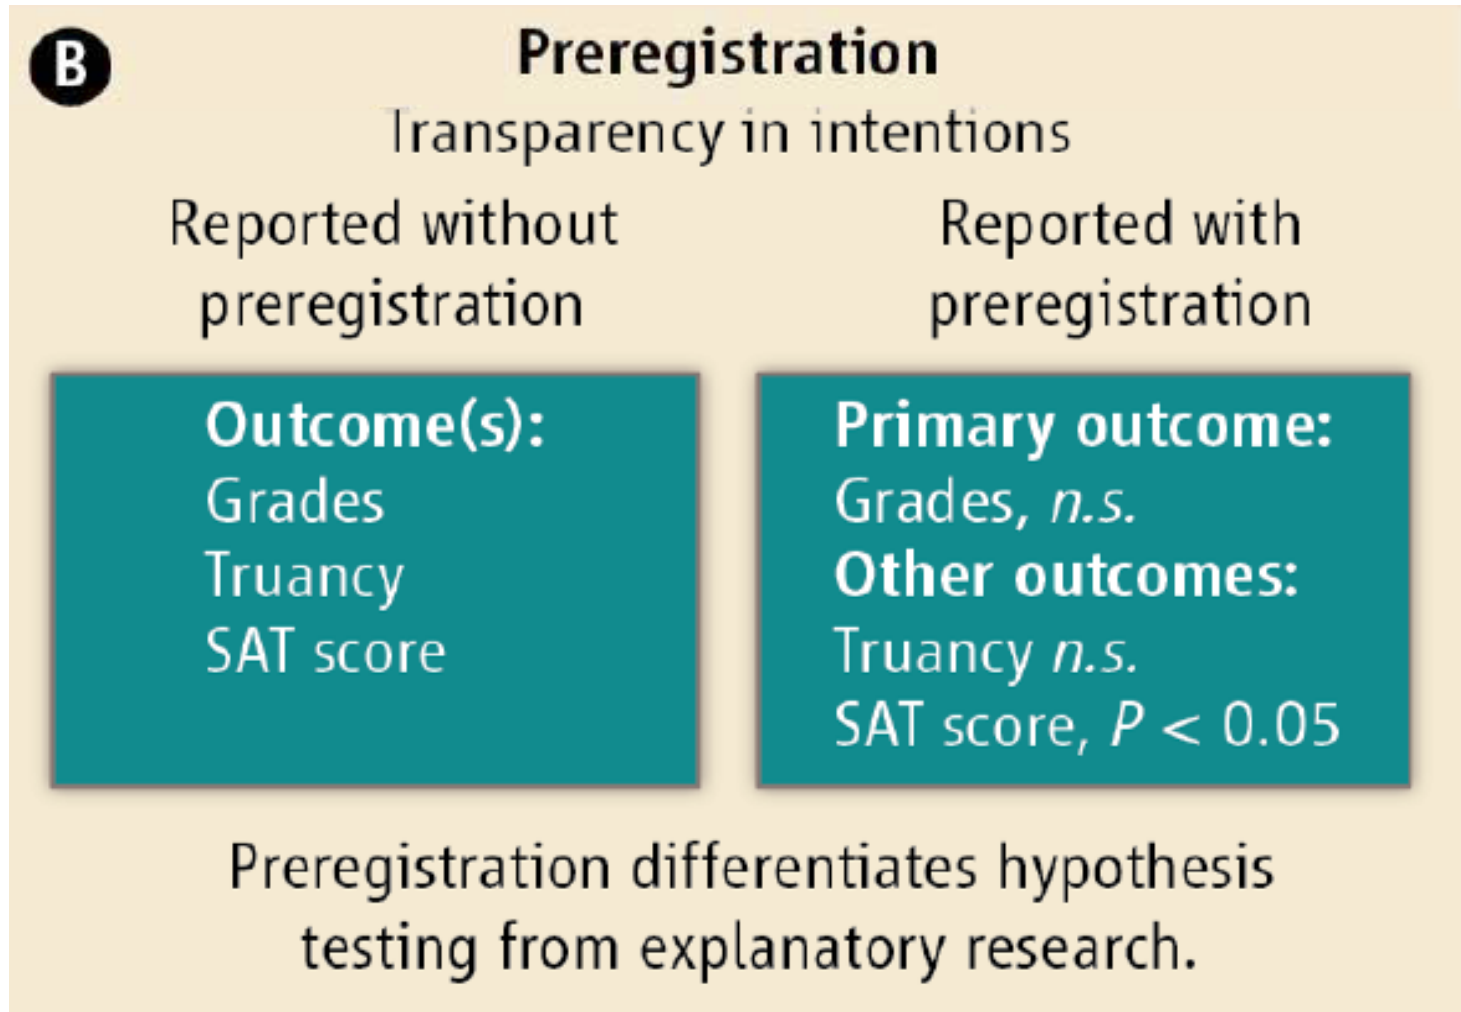 B
Preregistration
Transparency in intentions
Reported without
preregistration
Outcome(s):
Grades
Truancy
SAT score
Reported with
preregistration
Primary outcome:
Grades, n.s.
Other outcomes:
Truancy n.s.
SAT score, P < 0.05
Preregistration differentiates hypothesis
testing from explanatory research.